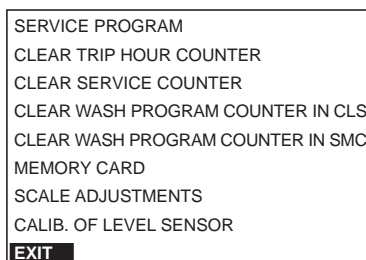 SERVICE PROGRAM
CLEAR TRIP HOUR COUNTER
CLEAR SERVICE COUNTER
CLEAR WASH PROGRAM COUNTER IN CLS
CLEAR WASH PROGRAM COUNTER IN SMC
MEMORY CARD
SCALE ADJUSTMENTS
CALIB. OF LEVEL SENSOR
EXIT